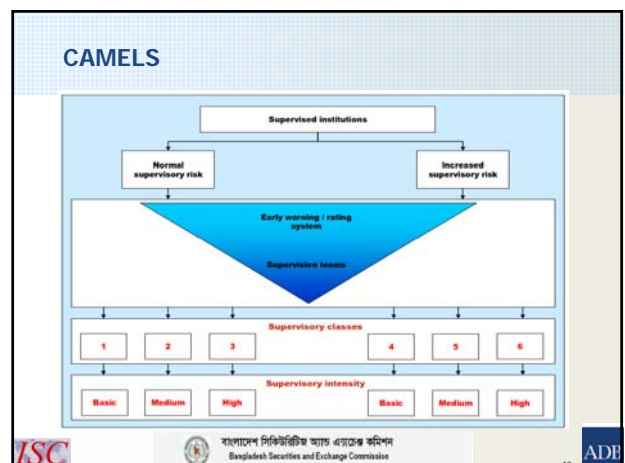 CAMELS
Supervised institutions
Normal
supervisory risk
Increased
supervisory risk
Early warning / rating
system
Supervision teams
Supervisory classes
1 2 3 4 5 6
Supervisory intensity
Basic Medium High Basic Medium High
ISC
বাংলাদেশ সিকিউরিটিজ অ্যান্ড এক্সচেঞ্জ কমিশন
Bangladesh Securities and Exchange Commission
ADB